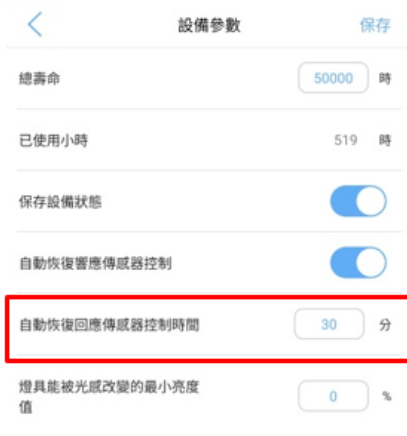 設備參數 保存
總壽命 50000 時
已使用小時 519 時
保存設備狀態
自動恢復響應傳感器控制
自動恢復回應傳感器控制時間 30 分
燈具能被光感改變的最小亮度
值 0 %